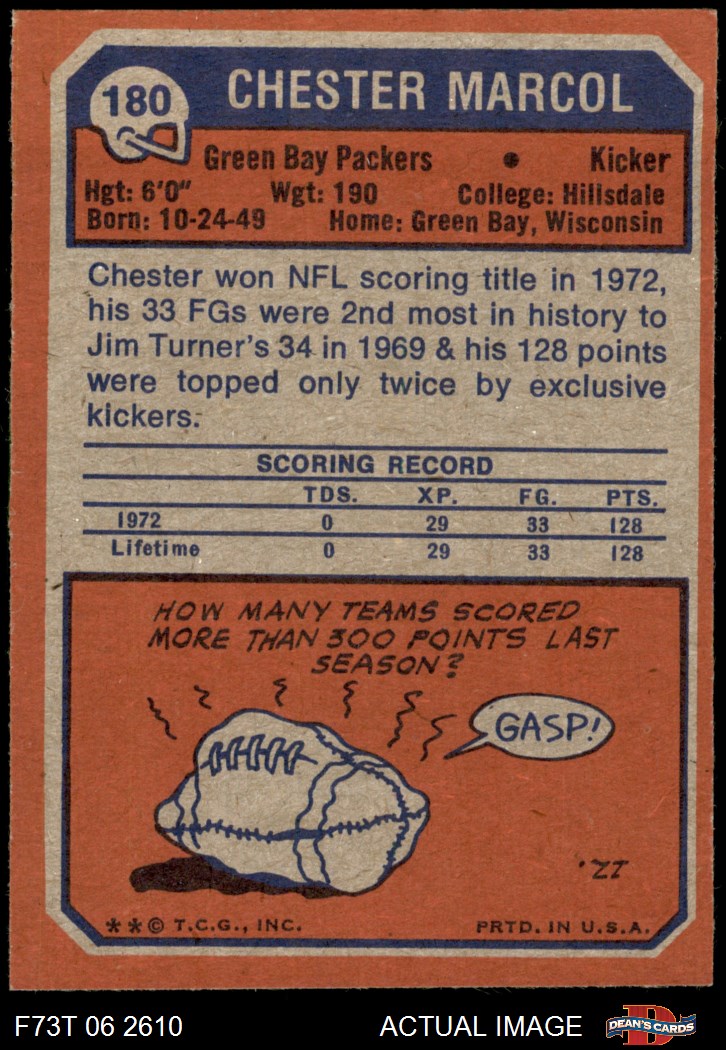 180
CHESTER MARCOL
Green Bay Packers • Kicker
Hgt: 6'0" Wgt: 190 College: Hillsdale
Born: 10-24-49 Home: Green Bay, Wisconsin
Chester won NFL scoring title in 1972,
his 33 FGs were 2nd most in history to
Jim Turner's 34 in 1969 & his 128 points
were topped only twice by exclusive
kickers.
SCORING RECORD
TDS. XP. FG. PTS.
1972 0 29 33 128
Lifetime 0 29 33 128
HOW MANY TEAMS SCORED
MORE THAN 300 POINTS LAST
SEASON?
GASP!
'ZZ
**© T.C.G., INC. PRTD. IN U.S.A.
F73T 06 2610 ACTUAL IMAGE D DEAN'S CARDS